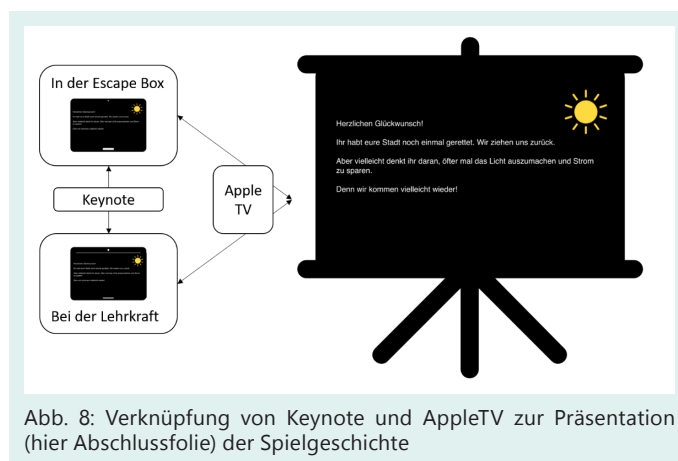 In der Escape Box
Keynote
Bei der Lehrkraft
Apple
TV
Herzlichen Glückwunsch!
Ihr habt eure Stadt noch einmal gerettet. Wir ziehen uns zurück.
Aber vielleicht denkt ihr daran, öfter mal das Licht auszumachen und Strom
zu sparen.
Denn wir kommen vielleicht wieder!
Abb. 8: Verknüpfung von Keynote und AppleTV zur Präsentation
(hier Abschlussfolie) der Spielgeschichte